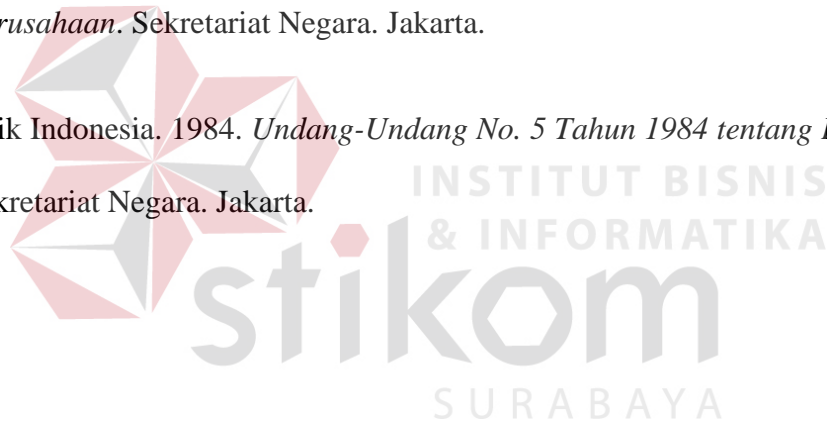 rusahaan. Sekretariat Negara. Jakarta.
ik Indonesia. 1984. Undang-Undang No. 5 Tahun 1984 tentang
kretariat Negara. Jakarta.
INSTITUT BISNIS
& INFORMATIKA
stikom
SURABAYA